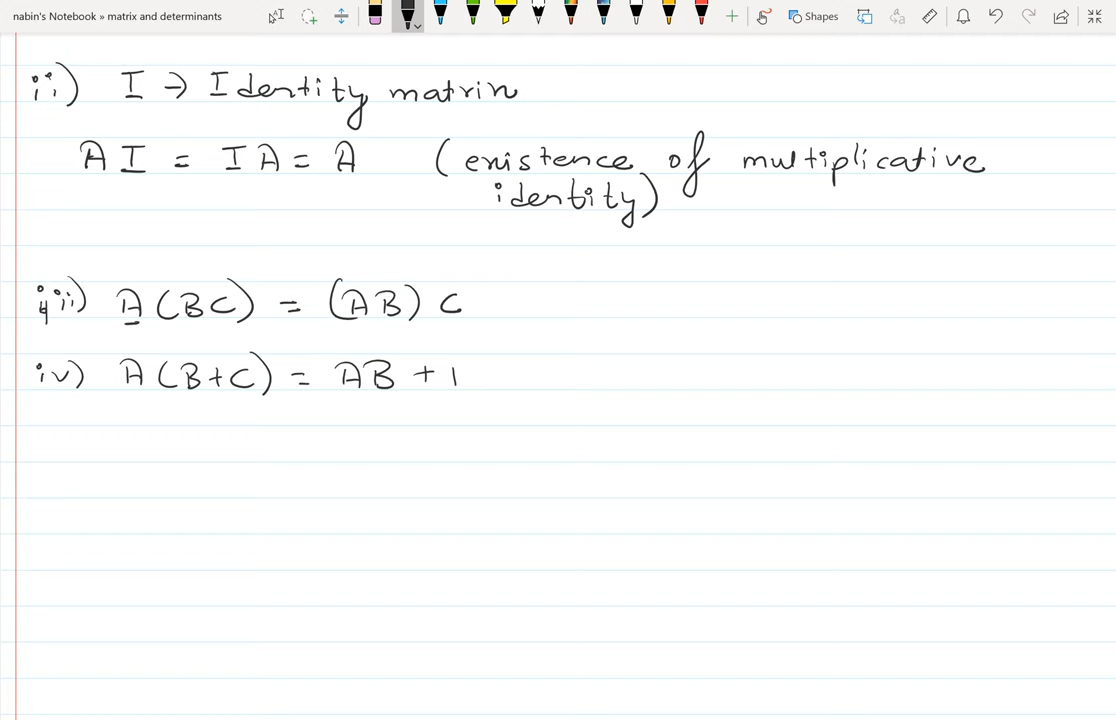 nabin's Notebook » matrix and determinants
Shapes
ii) I → Identity matrix
AI = IA = A (existence of multiplicative
identity)
iii) A(BC) = (AB)C
iv) A(B+C) = AB +